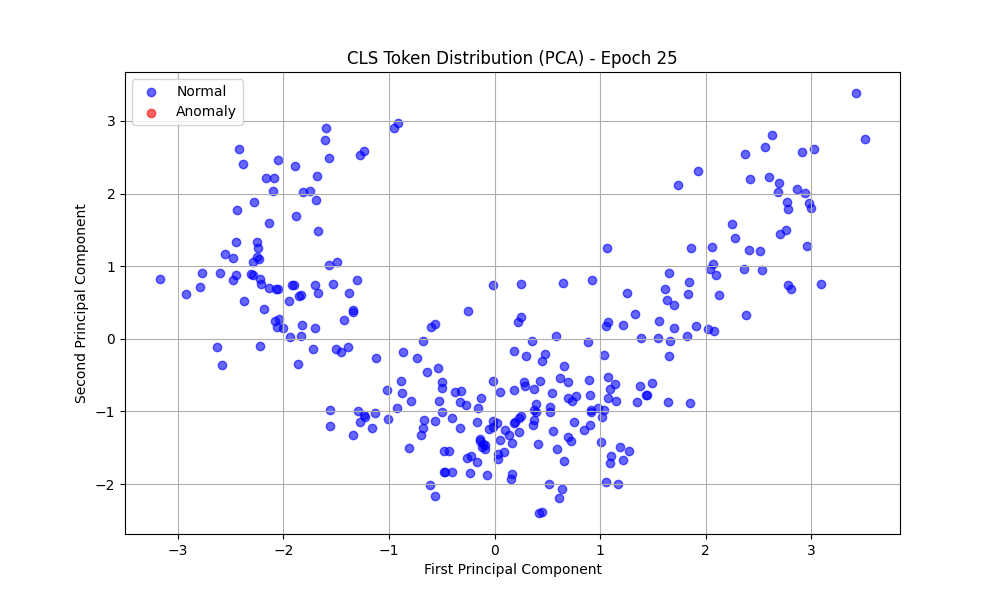 CLS Token Distribution (PCA) - Epoch 25
Normal
Anomaly
3
2
1
0
−1
−2
Second Principal Component
−3
−2
−1
0
1
2
3
First Principal Component